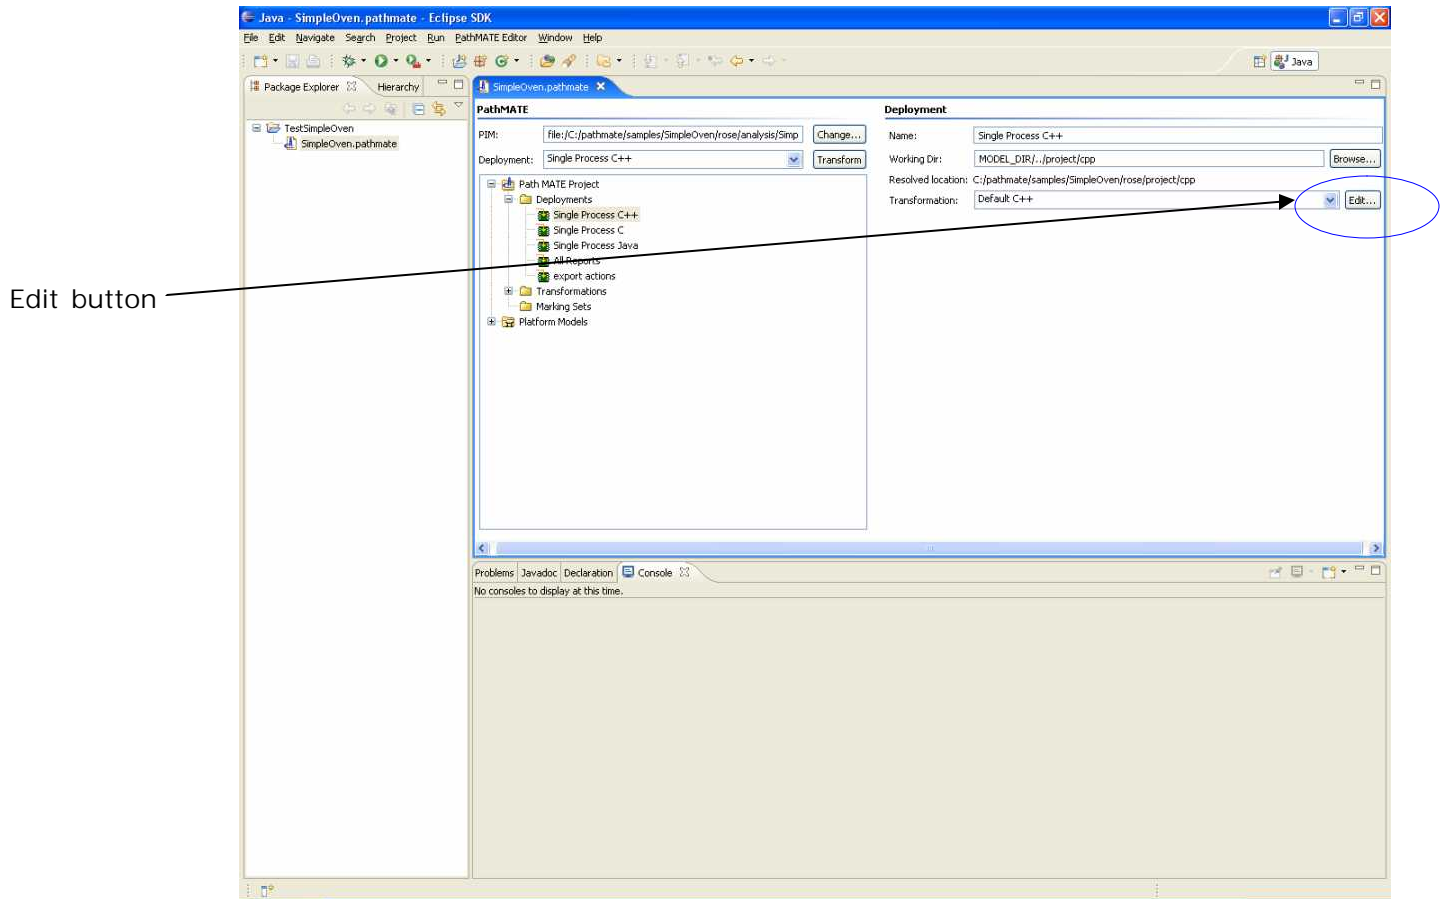 Java - SimpleOven.pathmate - Eclipse SDK
File Edit Navigate Search Project Run PathMATE Editor Window Help
Java
Package Explorer Hierarchy
SimpleOven.pathmate
TestSimpleOven
SimpleOven.pathmate
PathMATE
PIM: file:/C:/pathmate/samples/SimpleOven/rose/analysis/Simp Change...
Deployment: Single Process C++ Transform
Path MATE Project
Deployments
Single Process C++
Single Process C
Single Process Java
All Reports
export actions
Transformations
Marking Sets
Platform Models
Deployment
Name: Single Process C++
Working Dir: MODEL_DIR/../project/cpp Browse...
Resolved location: C:/pathmate/samples/SimpleOven/rose/project/cpp
Transformation: Default C++ Edit...
Edit button
Problems Javadoc Declaration Console
No consoles to display at this time.